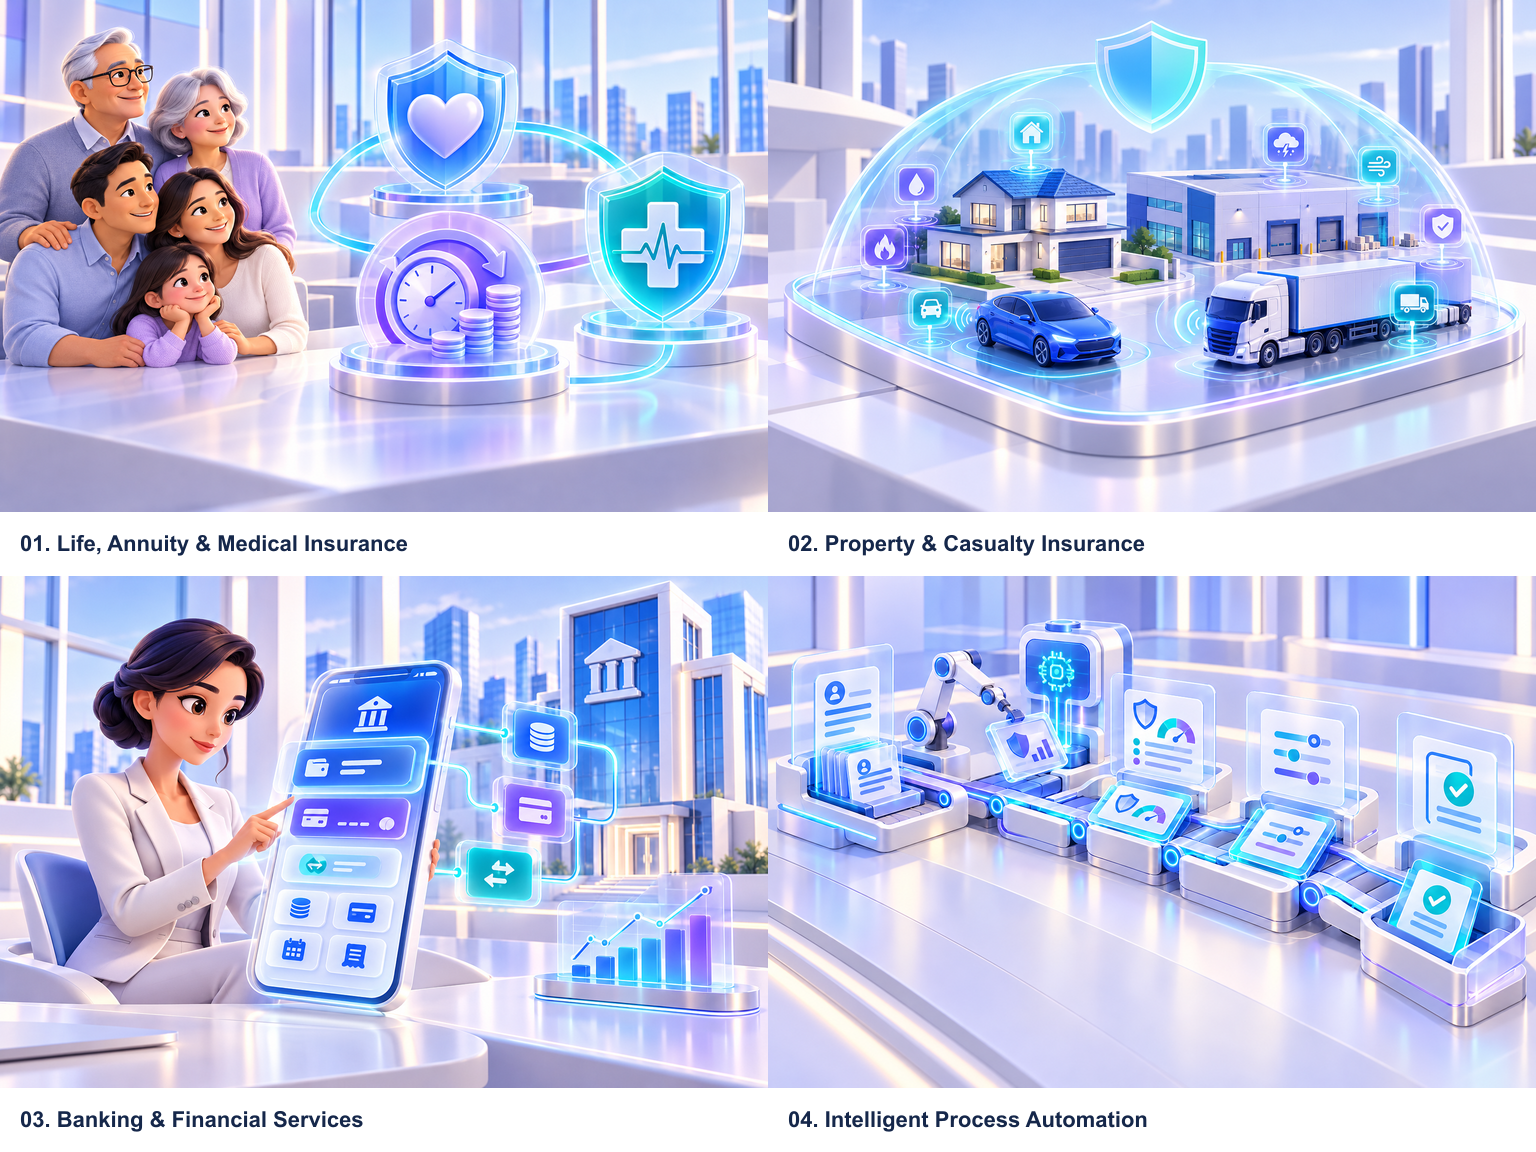 01. Life, Annuity & Medical Insurance
02. Property & Casualty Insurance
03. Banking & Financial Services
04. Intelligent Process Automation